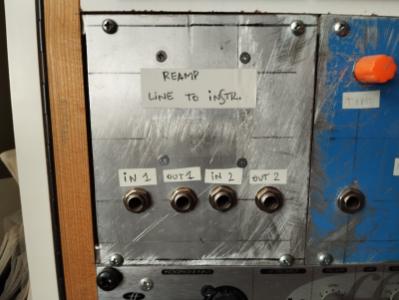 REAMP
LINE TO INSTR.
IN 1 OUT 1 IN 2 OUT 2